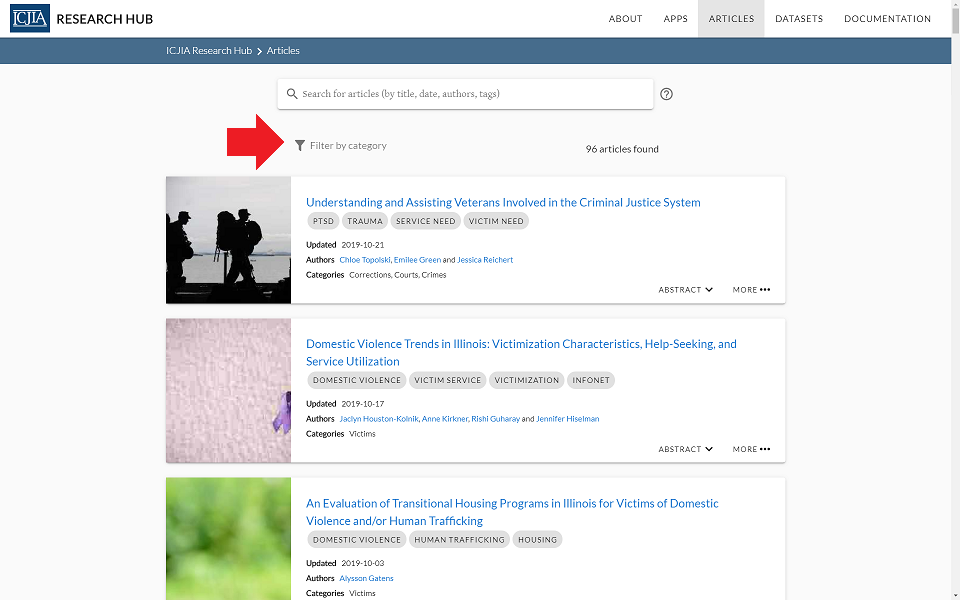 ICJIA RESEARCH HUB ABOUT APPS ARTICLES DATASETS DOCUMENTATION
ICJIA Research Hub > Articles
Search for articles (by title, date, authors, tags)
Filter by category 96 articles found
Understanding and Assisting Veterans Involved in the Criminal Justice System
PTSD TRAUMA SERVICE NEED VICTIM NEED
Updated 2019-10-21
Authors Chloe Topolski, Emilee Green and Jessica Reichert
Categories Corrections, Courts, Crimes
ABSTRACT MORE •••
Domestic Violence Trends in Illinois: Victimization Characteristics, Help-Seeking, and
Service Utilization
DOMESTIC VIOLENCE VICTIM SERVICE VICTIMIZATION INFONET
Updated 2019-10-17
Authors Jaclyn Houston-Kolnik, Anne Kirkner, Rishi Guharay and Jennifer Hiselman
Categories Victims
ABSTRACT MORE •••
An Evaluation of Transitional Housing Programs in Illinois for Victims of Domestic
Violence and/or Human Trafficking
DOMESTIC VIOLENCE HUMAN TRAFFICKING HOUSING
Updated 2019-10-03
Authors Alysson Gatens
Categories Victims